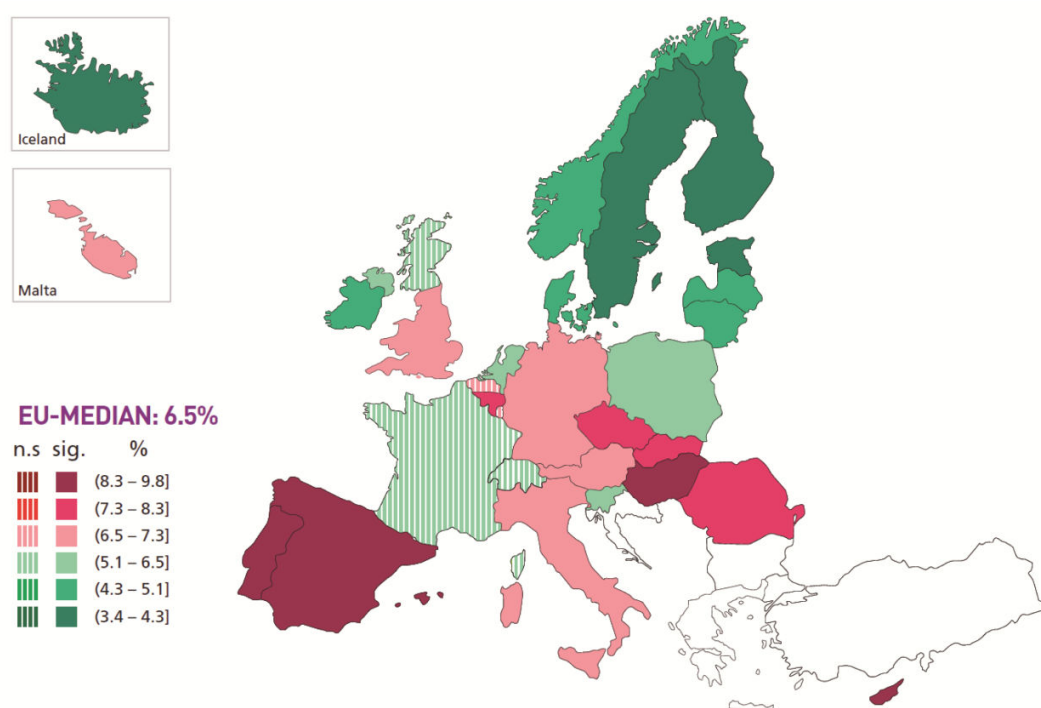 Iceland
Malta
EU-MEDIAN: 6.5%
n.s sig. %
(8.3 – 9.8]
(7.3 – 8.3]
(6.5 – 7.3]
(5.1 – 6.5]
(4.3 – 5.1]
(3.4 – 4.3]